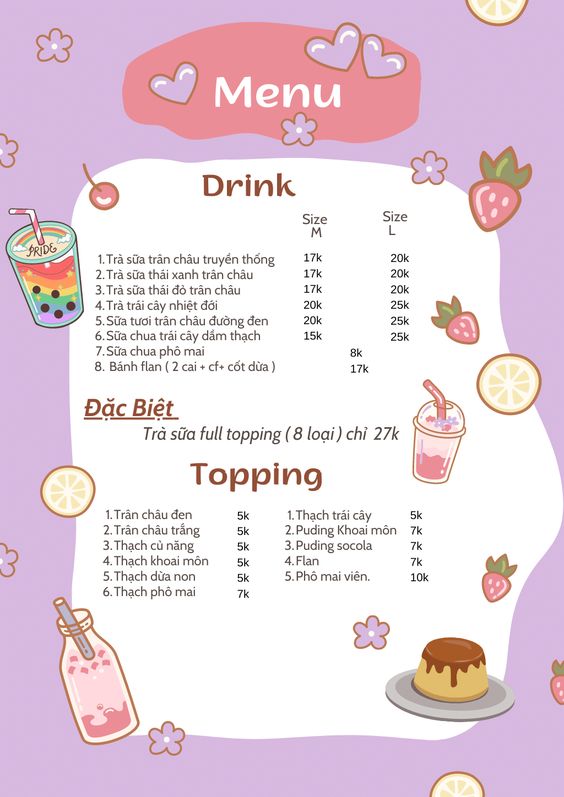 Menu
Drink
Size M
Size L
PRIDE
1.Trà sữa trân châu truyền thống 17k 20k
2.Trà sữa thái xanh trân châu 17k 20k
3.Trà sữa thái đỏ trân châu 17k 20k
4.Trà trái cây nhiệt đới 20k 25k
5.Sữa tươi trân châu đường đen 20k 25k
6.Sữa chua trái cây dầm thạch 15k 25k
7.Sữa chua phô mai 8k
8. Bánh flan ( 2 cai + cf+ cốt dừa ) 17k
Đặc Biệt
Trà sữa full topping ( 8 loại ) chỉ 27k
Topping
1.Trân châu đen 5k
2.Trân châu trắng 5k
3.Thạch củ năng 5k
4.Thạch khoai môn 5k
5.Thạch dừa non 5k
6.Thạch phô mai 7k
1.Thạch trái cây 5k
2.Puding Khoai môn 7k
3.Puding socola 7k
4.Flan 7k
5.Phô mai viên. 10k